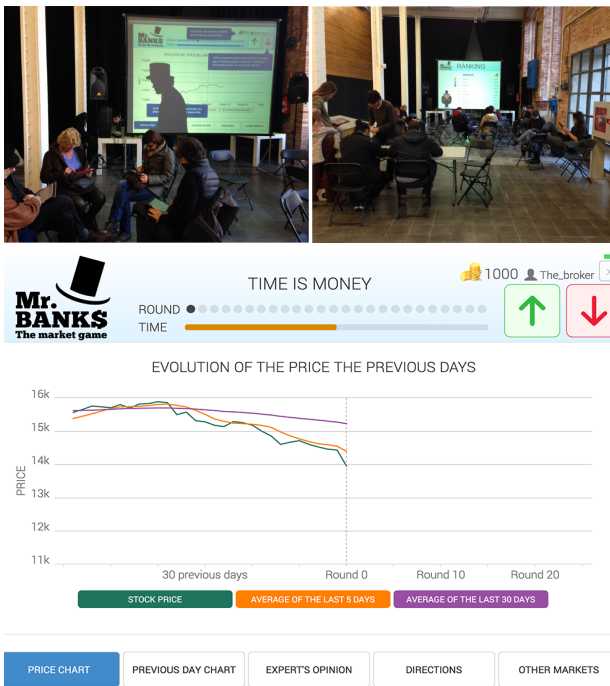 Mr.
BANK$
RANKING
Mr.
BANK$
The market game
TIME IS MONEY
1000 The_broker
ROUND
TIME
EVOLUTION OF THE PRICE THE PREVIOUS DAYS
16k
15k
14k
13k
12k
11k
PRICE
30 previous days Round 0 Round 10 Round 20
STOCK PRICE AVERAGE OF THE LAST 5 DAYS AVERAGE OF THE LAST 30 DAYS
PRICE CHART PREVIOUS DAY CHART EXPERT'S OPINION DIRECTIONS OTHER MARKETS